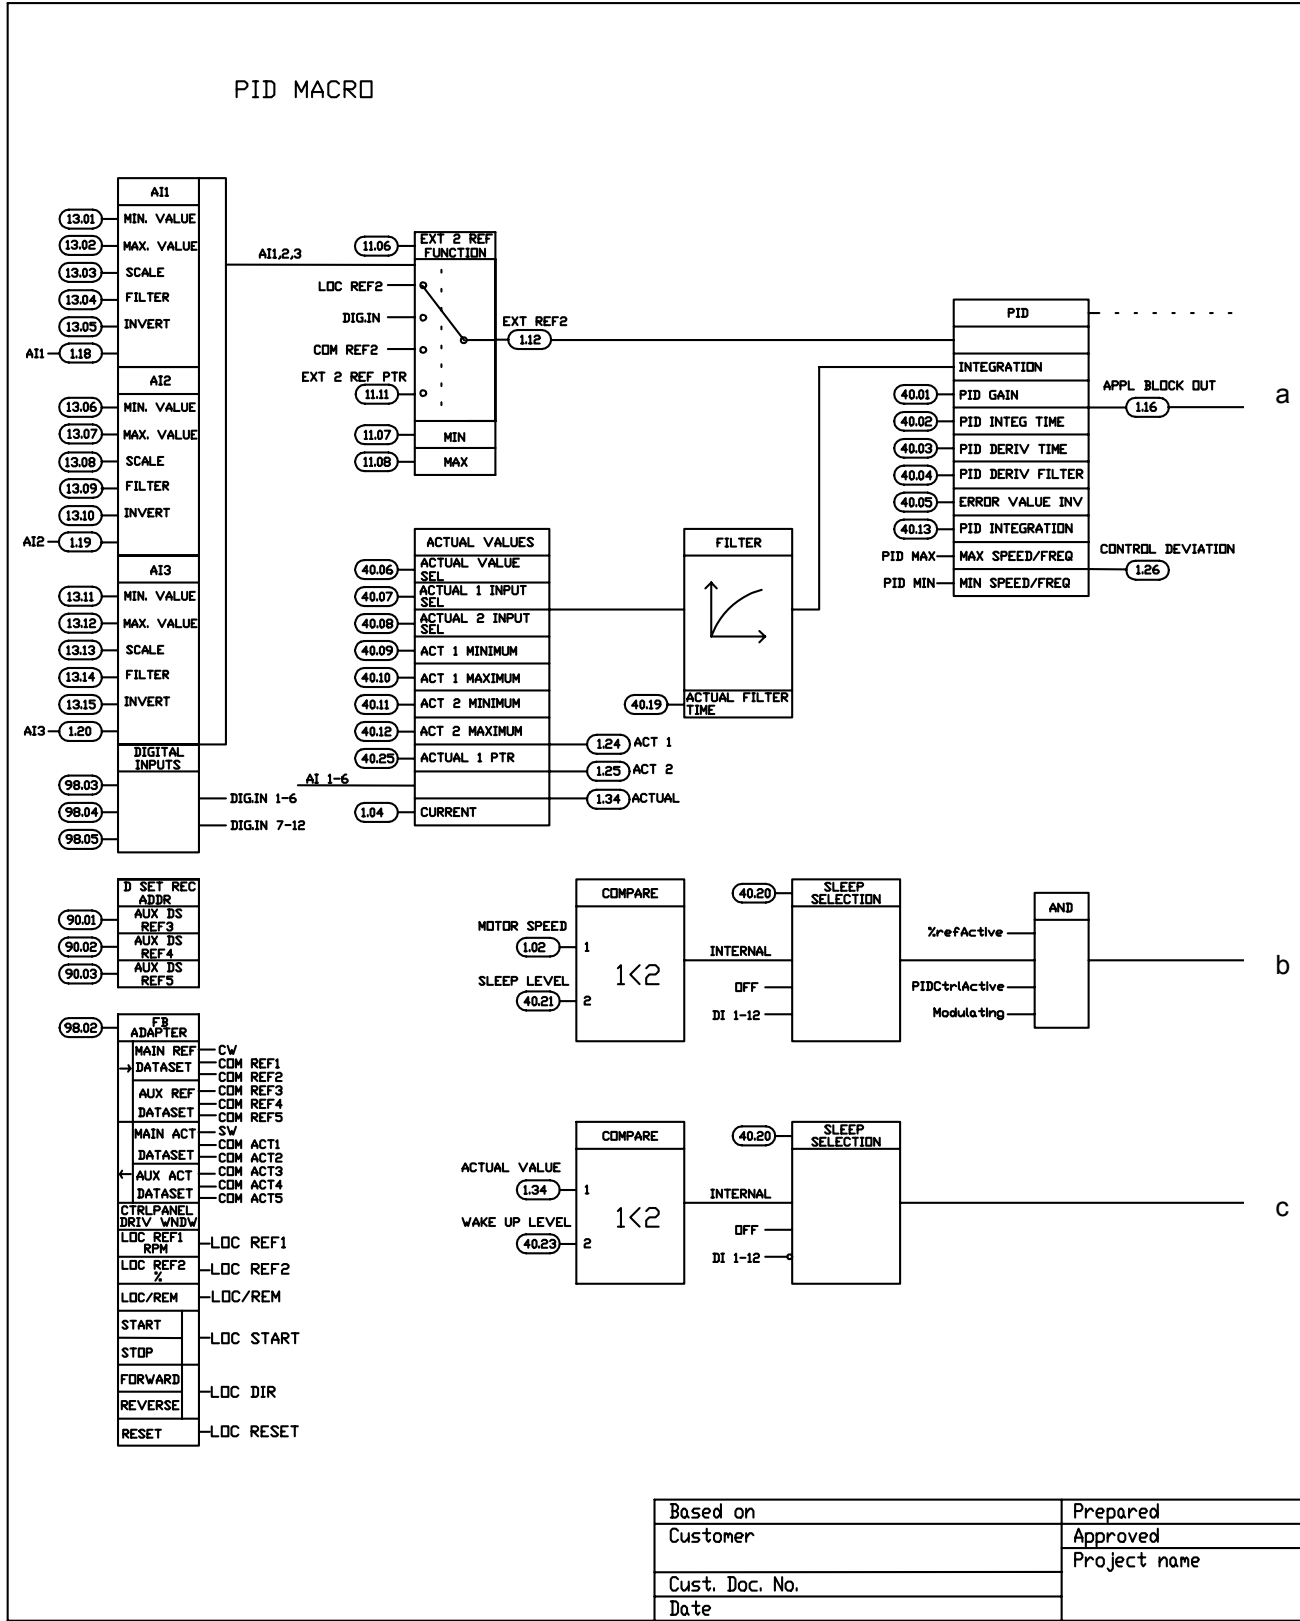 PID MACRO
AI1
13.01 MIN. VALUE
13.02 MAX. VALUE
13.03 SCALE
13.04 FILTER
13.05 INVERT
AI1 1.18
AI2
13.06 MIN. VALUE
13.07 MAX. VALUE
13.08 SCALE
13.09 FILTER
13.10 INVERT
AI2 1.19
AI3
13.11 MIN. VALUE
13.12 MAX. VALUE
13.13 SCALE
13.14 FILTER
13.15 INVERT
AI3 1.20
DIGITAL
INPUTS
98.03
DIG.IN 1-6
98.04
DIG.IN 7-12
98.05
AI1,2,3
11.06 EXT 2 REF
FUNCTION
LOC REF2
DIG.IN
COM REF2
EXT 2 REF PTR
11.11
11.07 MIN
11.08 MAX
EXT REF2
1.12
ACTUAL VALUES
40.06 ACTUAL VALUE
SEL
40.07 ACTUAL 1 INPUT
SEL
40.08 ACTUAL 2 INPUT
SEL
40.09 ACT 1 MINIMUM
40.10 ACT 1 MAXIMUM
40.11 ACT 2 MINIMUM
40.12 ACT 2 MAXIMUM
40.25 ACTUAL 1 PTR
AI 1-6
1.04 CURRENT
1.24 ACT 1
1.25 ACT 2
1.34 ACTUAL
FILTER
40.19 ACTUAL FILTER
TIME
PID
INTEGRATION
40.01 PID GAIN
40.02 PID INTEG TIME
40.03 PID DERIV TIME
40.04 PID DERIV FILTER
40.05 ERROR VALUE INV
40.13 PID INTEGRATION
PID MAX MAX SPEED/FREQ
PID MIN MIN SPEED/FREQ
APPL BLOCK OUT
1.16
a
CONTROL DEVIATION
1.26
D SET REC
ADDR
90.01 AUX DS
REF3
90.02 AUX DS
REF4
90.03 AUX DS
REF5
COMPARE
MOTOR SPEED
1.02 1
1<2
SLEEP LEVEL
40.21 2
40.20 SLEEP
SELECTION
INTERNAL
OFF
DI 1-12
AND
%refActive
PIDCtrlActive
Modulating
b
98.02 FB
ADAPTER
MAIN REF CW
DATASET COM REF1
COM REF2
AUX REF COM REF3
COM REF4
DATASET COM REF5
MAIN ACT SW
COM ACT1
DATASET COM ACT2
AUX ACT COM ACT3
COM ACT4
DATASET COM ACT5
CTRLPANEL
DRIV WNDW
LOC REF1
RPM
LOC REF1
LOC REF2
%
LOC REF2
LOC/REM LOC/REM
START
LOC START
STOP
FORWARD
LOC DIR
REVERSE
RESET LOC RESET
COMPARE
ACTUAL VALUE
1.34 1
1<2
WAKE UP LEVEL
40.23 2
40.20 SLEEP
SELECTION
INTERNAL
OFF
DI 1-12
c
Based on
Prepared
Customer
Approved
Project name
Cust. Doc. No.
Date